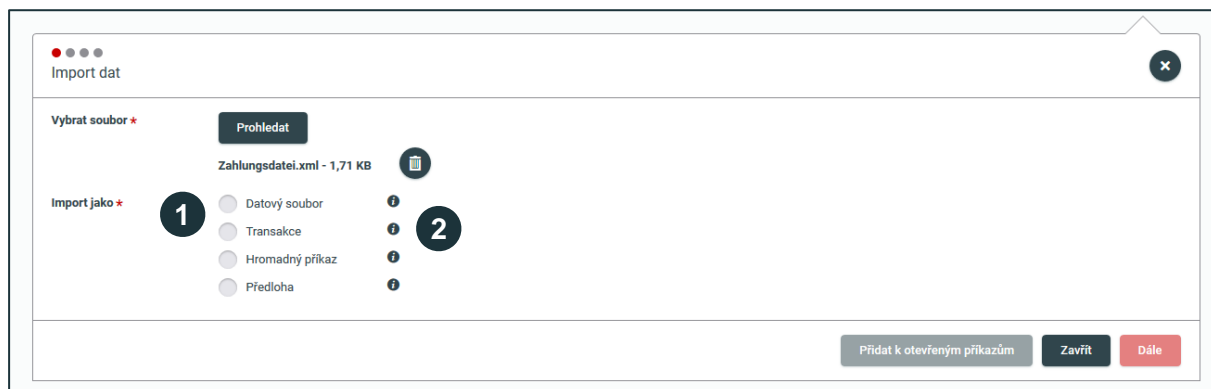 Import dat
Vybrat soubor *
Prohledat
Zahlungsdatei.xml - 1,71 KB
Import jako *
1
Datový soubor
2
Transakce
Hromadný příkaz
Předloha
Přidat k otevřeným příkazům
Zavřít
Dále